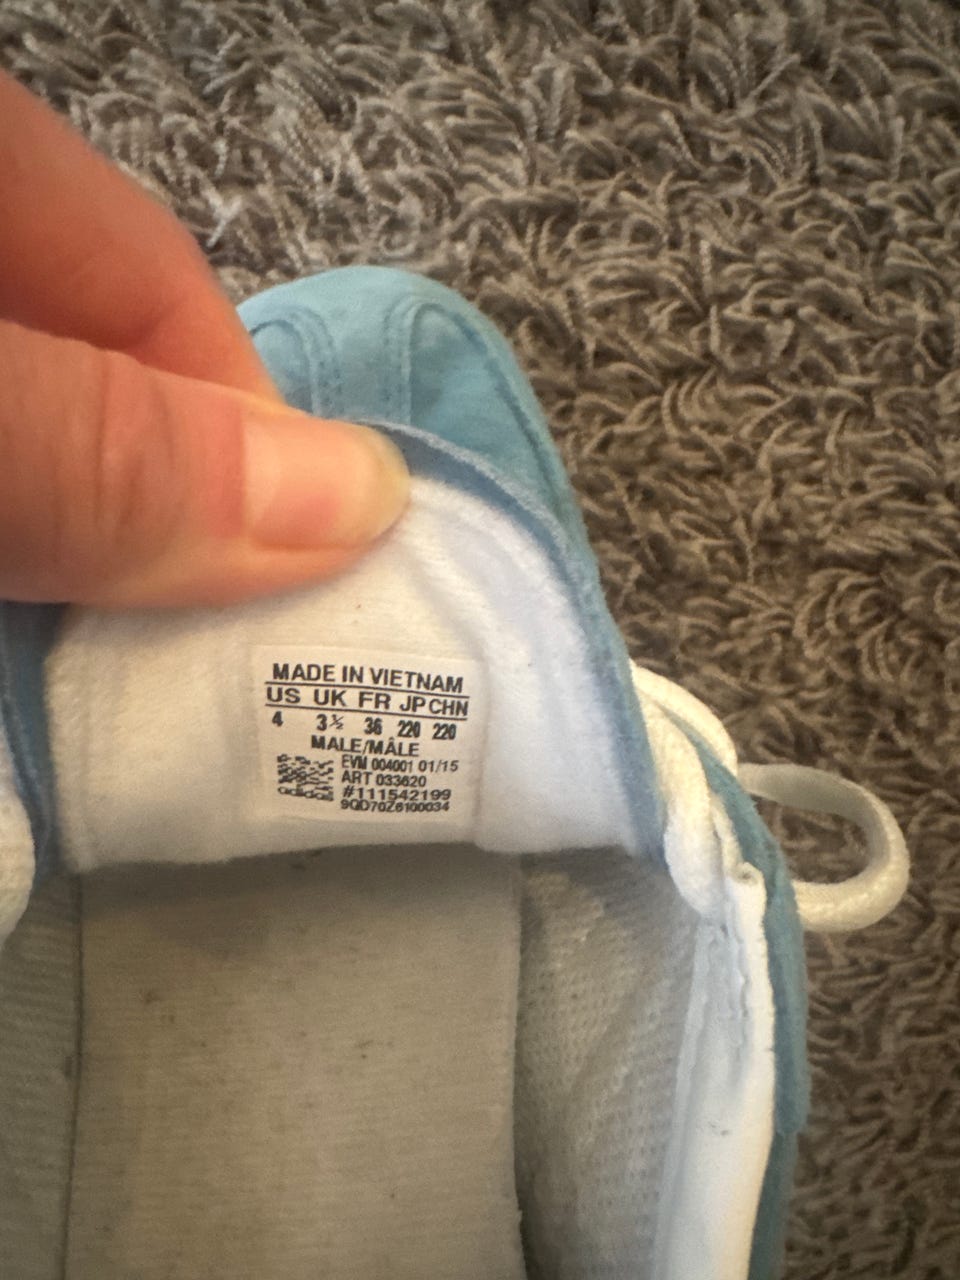 MADE IN VIETNAM
US UK FR JP CHN
4 3½ 36 220 220
MALE/MÂLE
EVM 004001 01/15
ART 033620
#111542199
9QD70Z6100034